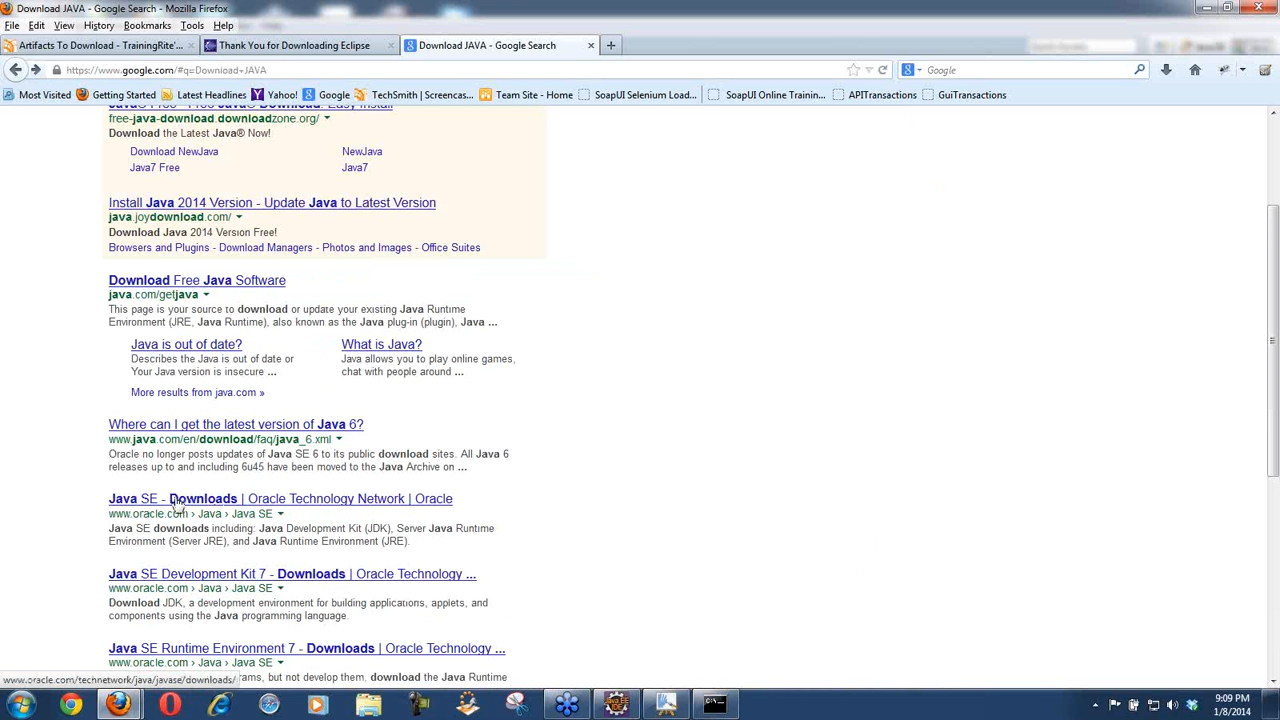 Download JAVA - Google Search - Mozilla Firefox
File Edit View History Bookmarks Tools Help
Artifacts To Download - TrainingRite'... Thank You for Downloading Eclipse Download JAVA - Google Search
https://www.google.com/#q=Download+JAVA Google
Most Visited Getting Started Latest Headlines Yahoo! Google TechSmith | Screencas... Team Site - Home SoapUI Selenium Load... SoapUI Online Trainin... APITransactions GuiTransactions
Java® Free - Free Java® Download. Easy Install
free-java-download.downloadzone.org/
Download the Latest Java® Now!
Download NewJava NewJava
Java7 Free Java7
Install Java 2014 Version - Update Java to Latest Version
java.joydownload.com/
Download Java 2014 Version Free!
Browsers and Plugins - Download Managers - Photos and Images - Office Suites
Download Free Java Software
java.com/getjava
This page is your source to download or update your existing Java Runtime
Environment (JRE, Java Runtime), also known as the Java plug-in (plugin), Java ...
Java is out of date? What is Java?
Describes the Java is out of date or Java allows you to play online games,
Your Java version is insecure ... chat with people around ...
More results from java.com »
Where can I get the latest version of Java 6?
www.java.com/en/download/faq/java_6.xml
Oracle no longer posts updates of Java SE 6 to its public download sites. All Java 6
releases up to and including 6u45 have been moved to the Java Archive on ...
Java SE - Downloads | Oracle Technology Network | Oracle
www.oracle.com › Java › Java SE
Java SE downloads including: Java Development Kit (JDK), Server Java Runtime
Environment (Server JRE), and Java Runtime Environment (JRE).
Java SE Development Kit 7 - Downloads | Oracle Technology ...
www.oracle.com › Java › Java SE
Download JDK, a development environment for building applications, applets, and
components using the Java programming language.
Java SE Runtime Environment 7 - Downloads | Oracle Technology ...
www.oracle.com › Java › Java SE
rams, but not develop them, download the Java Runtime
www.oracle.com/technetwork/java/javase/downloads/
Java EE
IDE
C:\
9:09 PM
1/8/2014